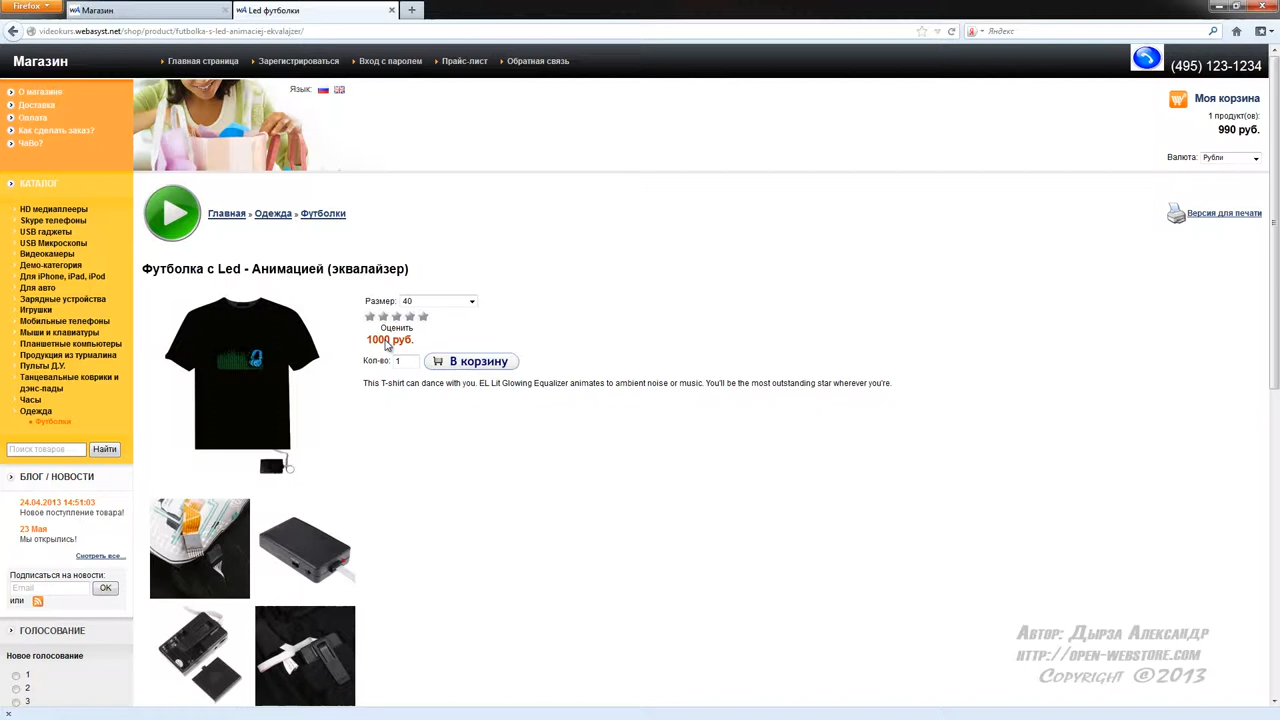 Firefox
Магазин
Led футболки
videokurs.webasyst.net/shop/product/futbolka-s-led-animaciej-ekvalajzer/
Яндекс
Магазин
Главная страница
Зарегистрироваться
Вход с паролем
Прайс-лист
Обратная связь
(495) 123-1234
О магазине
Доставка
Оплата
Как сделать заказ?
ЧаВо?
Язык:
Моя корзина
1 продукт(ов):
990 руб.
Валюта: Рубли
КАТАЛОГ
HD медиаплееры
Skype телефоны
USB гаджеты
USB Микроскопы
Видеокамеры
Демо-категория
Для iPhone, iPad, iPod
Для авто
Зарядные устройства
Игрушки
Мобильные телефоны
Мыши и клавиатуры
Планшетные компьютеры
Продукция из турмалина
Пульты Д.У.
Танцевальные коврики и дэнс-пады
Часы
Одежда
Футболки
Поиск товаров
Найти
Главная » Одежда » Футболки
Версия для печати
Футболка с Led - Анимацией (эквалайзер)
Размер: 40
Оценить
1000 руб.
Кол-во: 1
В корзину
This T-shirt can dance with you. EL Lit Glowing Equalizer animates to ambient noise or music. You'll be the most outstanding star wherever you're.
БЛОГ / НОВОСТИ
24.04.2013 14:51:03
Новое поступление товара!
23 Мая
Мы открылись!
Смотреть все...
Подписаться на новости:
Email
OK
или
ГОЛОСОВАНИЕ
Новое голосование
1
2
3
Автор: Дырза Александр
http://open-webstore.com
Copyright @2013